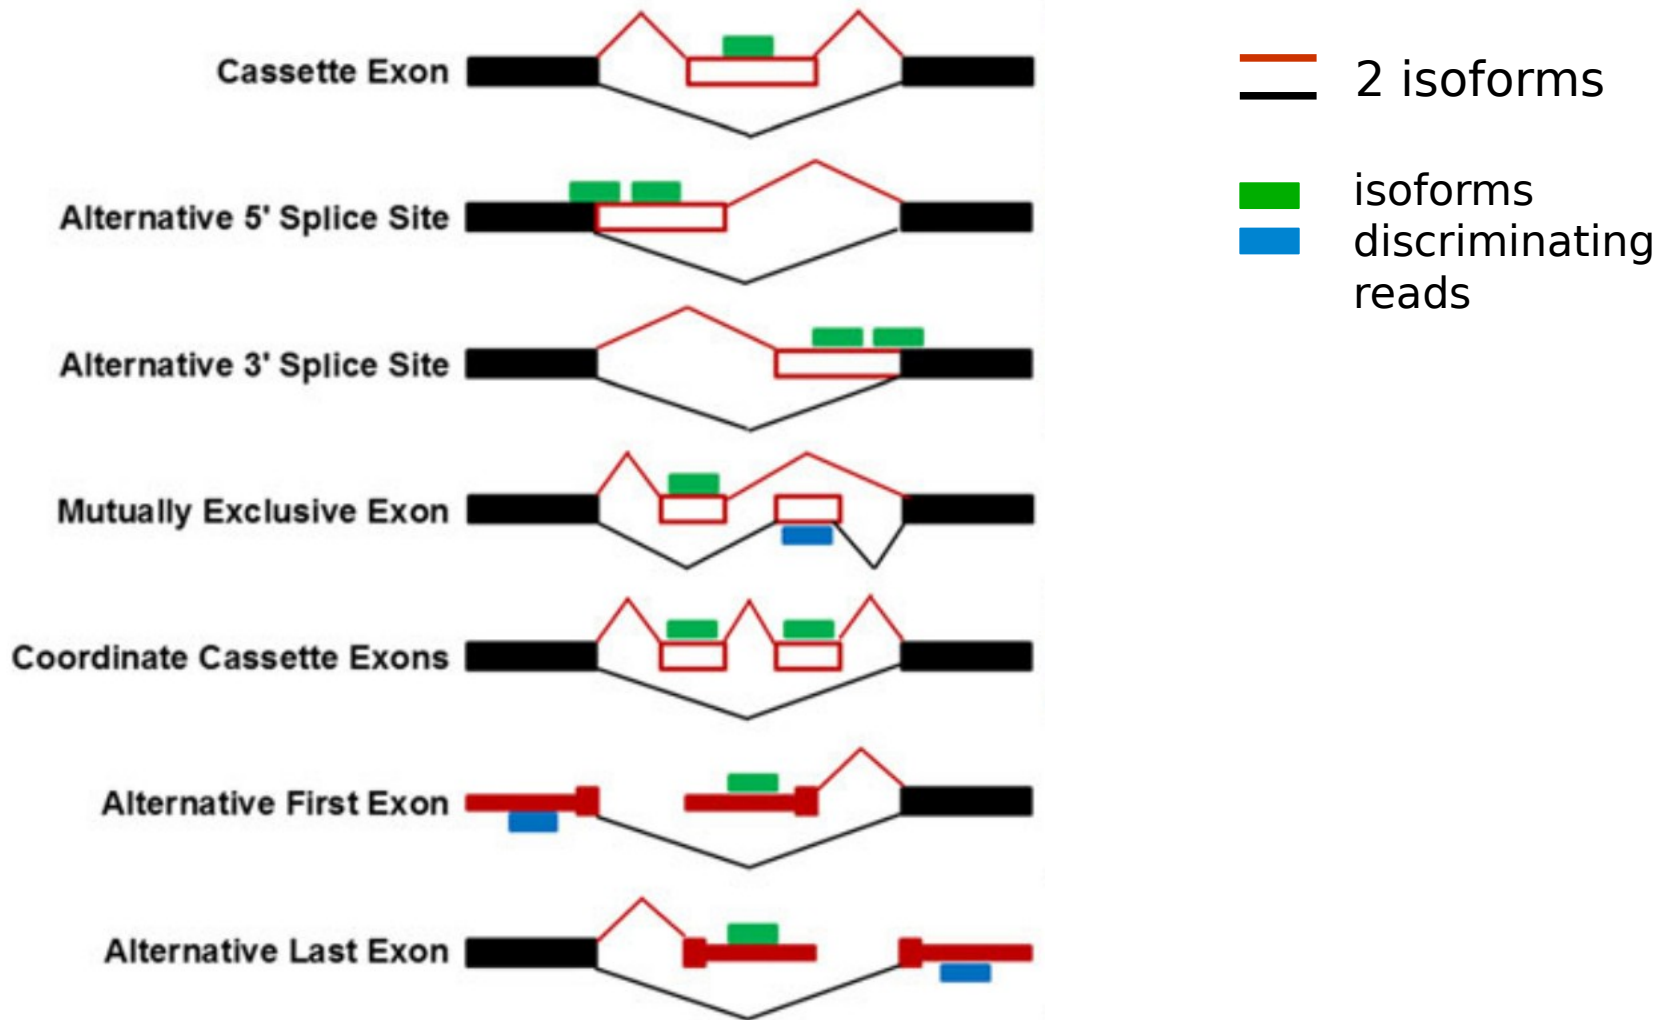 Cassette Exon
2 isoforms
Alternative 5' Splice Site
isoforms
discriminating
reads
Alternative 3' Splice Site
Mutually Exclusive Exon
Coordinate Cassette Exons
Alternative First Exon
Alternative Last Exon